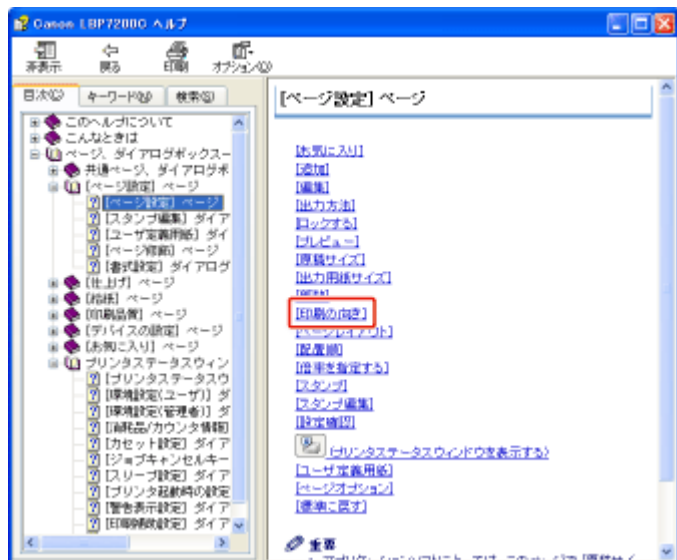 Canon LBP7200C ヘルプ
非表示 戻る 印刷 オプション(O)
目次(C) キーワード(N) 検索(S)
このヘルプについて
こんなときは
ページ、ダイアログボックス一
共通ページ、ダイアログボ
[ページ設定] ページ
[ページ設定] ページ
[スタンプ編集] ダイア
[ユーザ定義用紙] ダイ
[ページ修飾] ページ
[書式設定] ダイアログ
[仕上げ] ページ
[給紙] ページ
[印刷品質] ページ
[デバイスの設定] ページ
[お気に入り] ページ
プリンタステータスウィン
[プリンタステータスウ
[環境設定(ユーザ)] ダ
[環境設定(管理者)] ダ
[消耗品/カウンタ情報]
[カセット設定] ダイア
[ジョブキャンセルキー
[スリープ設定] ダイア
[プリンタ起動時の設定
[警告表示設定] ダイア
[印刷補助設定] ダイア
[ページ設定] ページ
[お気に入り]
[追加]
[編集]
[出力方法]
[ロックする]
[プレビュー]
[原稿サイズ]
[出力用紙サイズ]
[印刷の向き]
[ページレイアウト]
[配置順]
[倍率を指定する]
[スタンプ]
[スタンプ編集]
[設定確認]
(プリンタステータスウィンドウを表示する)
[ユーザ定義用紙]
[ページオプション]
[標準に戻す]
重要